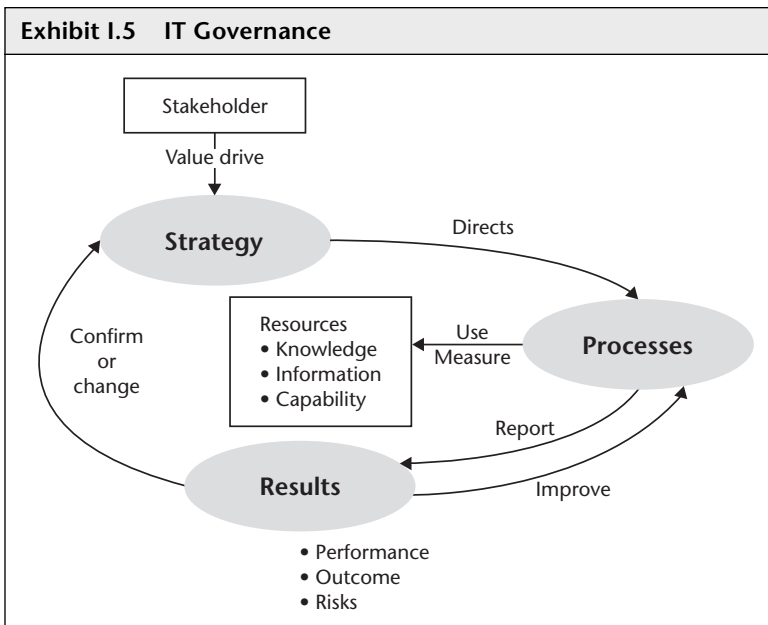 Exhibit I.5 IT Governance
Stakeholder
Value drive
Strategy
Directs
Confirm
or
change
Resources
• Knowledge
• Information
• Capability
Use
Measure
Processes
Report
Results
Improve
• Performance
• Outcome
• Risks